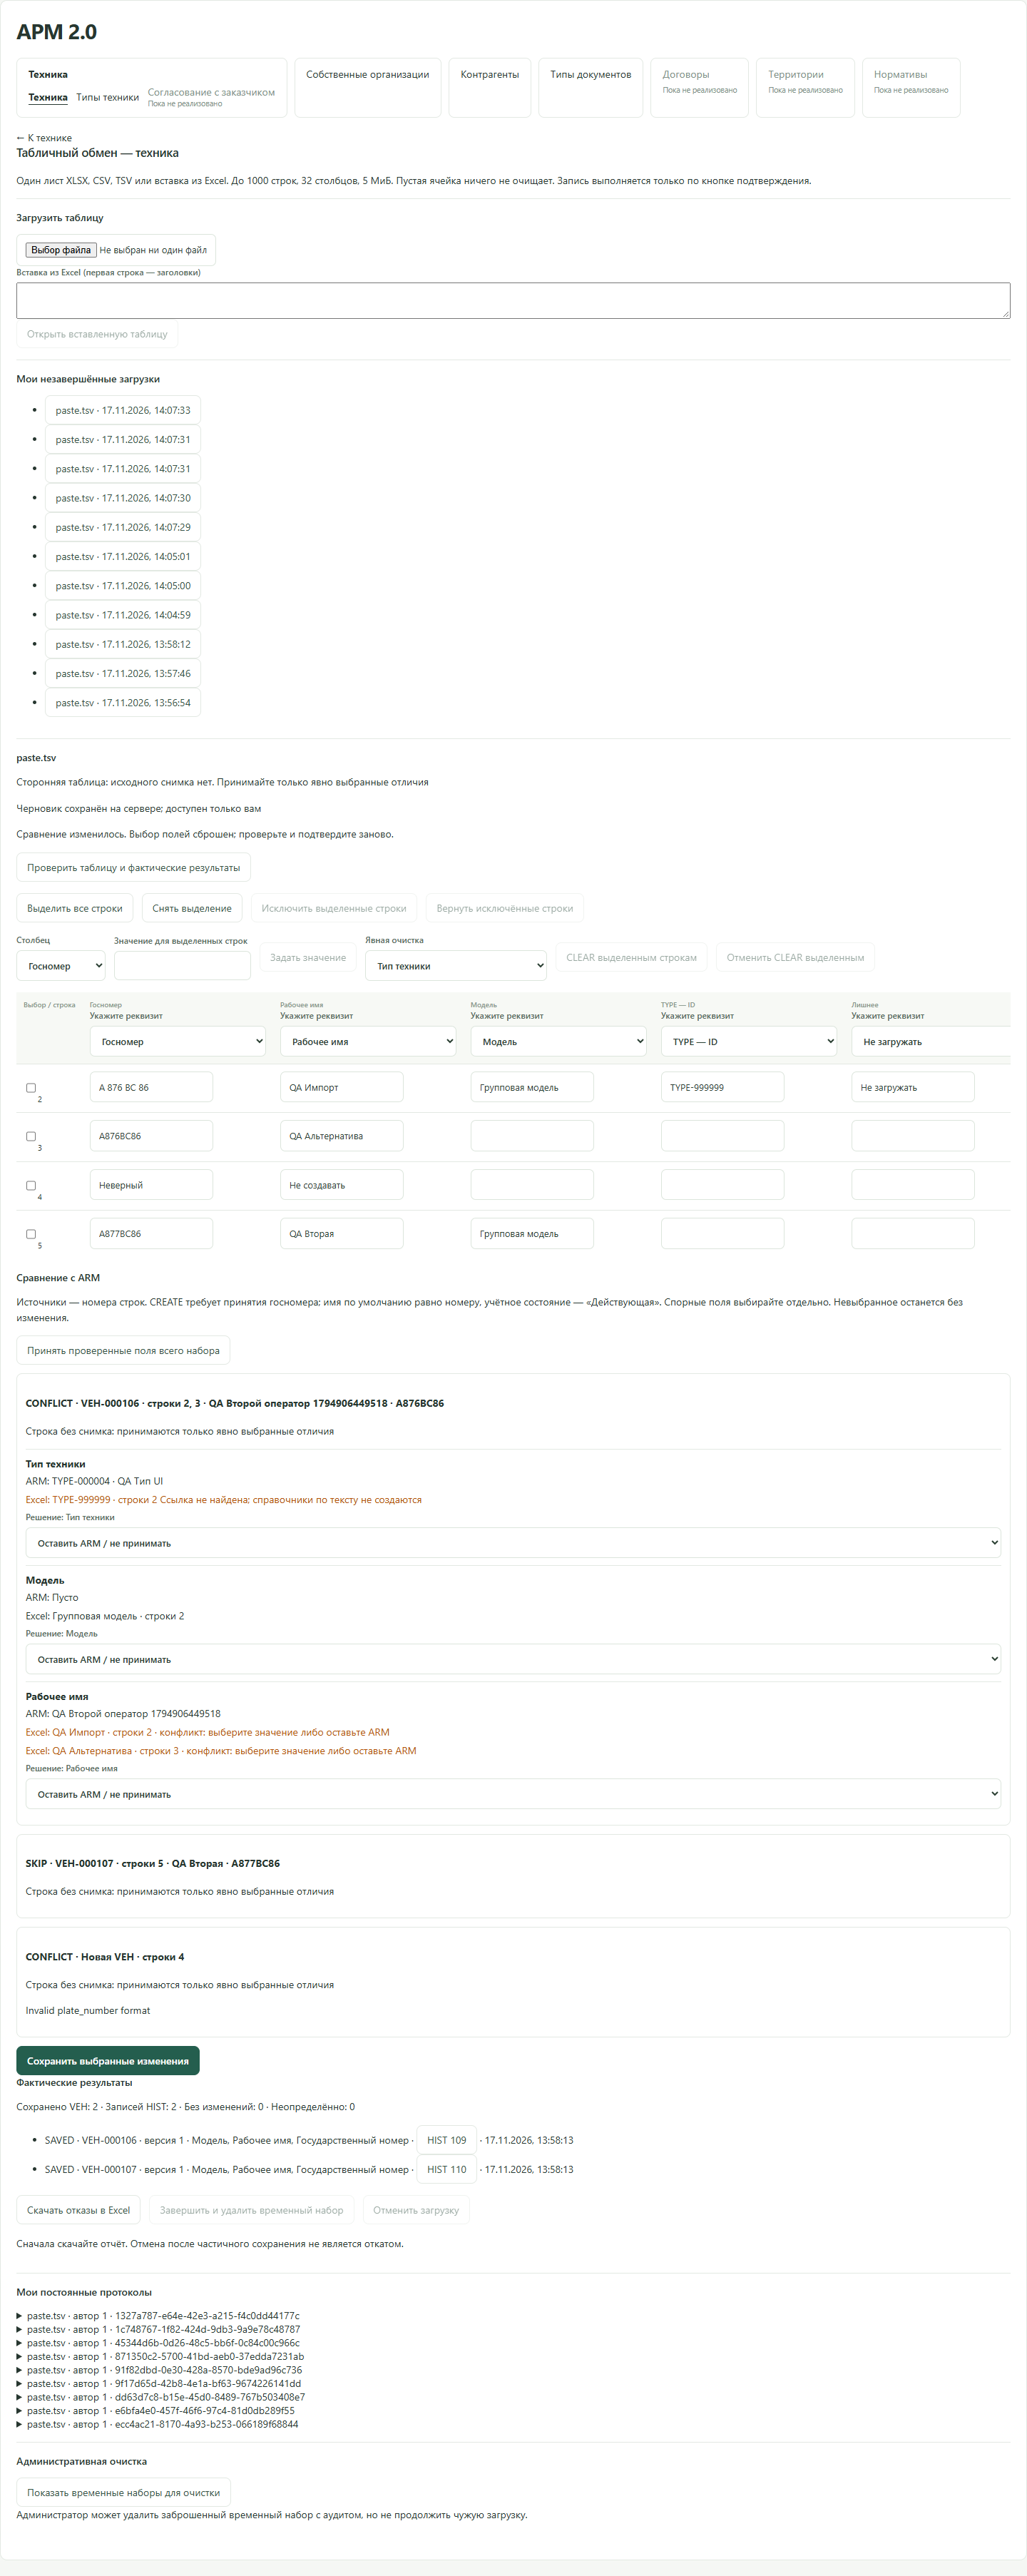 АРМ 2.0
Техника
Техника Типы техники Согласование с заказчиком
Пока не реализовано
Собственные организации
Контрагенты
Типы документов
Договоры
Пока не реализовано
Территории
Пока не реализовано
Нормативы
Пока не реализовано
← К технике
Табличный обмен — техника
Один лист XLSX, CSV, TSV или вставка из Excel. До 1000 строк, 32 столбцов, 5 МиБ. Пустая ячейка ничего не очищает. Запись выполняется только по кнопке подтверждения.
Загрузить таблицу
Выбор файла Не выбран ни один файл
Вставка из Excel (первая строка — заголовки)
Открыть вставленную таблицу
Мои незавершённые загрузки
paste.tsv · 17.11.2026, 14:07:33
paste.tsv · 17.11.2026, 14:07:31
paste.tsv · 17.11.2026, 14:07:31
paste.tsv · 17.11.2026, 14:07:30
paste.tsv · 17.11.2026, 14:07:29
paste.tsv · 17.11.2026, 14:05:01
paste.tsv · 17.11.2026, 14:05:00
paste.tsv · 17.11.2026, 14:04:59
paste.tsv · 17.11.2026, 13:58:12
paste.tsv · 17.11.2026, 13:57:46
paste.tsv · 17.11.2026, 13:56:54
paste.tsv
Сторонняя таблица: исходного снимка нет. Принимайте только явно выбранные отличия
Черновик сохранён на сервере; доступен только вам
Сравнение изменилось. Выбор полей сброшен; проверьте и подтвердите заново.
Проверить таблицу и фактические результаты
Выделить все строки Снять выделение Исключить выделенные строки Вернуть исключённые строки
Столбец Значение для выделенных строк Явная очистка
Госномер Задать значение Тип техники CLEAR выделенным строкам Отменить CLEAR выделенным
Выбор / строка Госномер Рабочее имя Модель TYPE — ID Лишнее
Укажите реквизит Укажите реквизит Укажите реквизит Укажите реквизит Укажите реквизит
Госномер Рабочее имя Модель TYPE — ID Не загружать
2 А 876 ВС 86 QA Импорт Групповая модель TYPE-999999 Не загружать
3 А876ВС86 QA Альтернатива
4 Неверный Не создавать
5 А877ВС86 QA Вторая Групповая модель
Сравнение с ARM
Источники — номера строк. CREATE требует принятия госномера; имя по умолчанию равно номеру, учётное состояние — «Действующая». Спорные поля выбирайте отдельно. Невыбранное останется без
изменения.
Принять проверенные поля всего набора
CONFLICT · VEH-000106 · строки 2, 3 · QA Второй оператор 1794906449518 · А876ВС86
Строка без снимка: принимаются только явно выбранные отличия
Тип техники
ARM: TYPE-000004 · QA Тип UI
Excel: TYPE-999999 · строки 2 Ссылка не найдена; справочники по тексту не создаются
Решение: Тип техники
Оставить ARM / не принимать
Модель
ARM: Пусто
Excel: Групповая модель · строки 2
Решение: Модель
Оставить ARM / не принимать
Рабочее имя
ARM: QA Второй оператор 1794906449518
Excel: QA Импорт · строки 2 · конфликт: выберите значение либо оставьте ARM
Excel: QA Альтернатива · строки 3 · конфликт: выберите значение либо оставьте ARM
Решение: Рабочее имя
Оставить ARM / не принимать
SKIP · VEH-000107 · строки 5 · QA Вторая · А877ВС86
Строка без снимка: принимаются только явно выбранные отличия
CONFLICT · Новая VEH · строки 4
Строка без снимка: принимаются только явно выбранные отличия
Invalid plate_number format
Сохранить выбранные изменения
Фактические результаты
Сохранено VEH: 2 · Записей HIST: 2 · Без изменений: 0 · Неопределённо: 0
SAVED · VEH-000106 · версия 1 · Модель, Рабочее имя, Государственный номер · HIST 109 · 17.11.2026, 13:58:13
SAVED · VEH-000107 · версия 1 · Модель, Рабочее имя, Государственный номер · HIST 110 · 17.11.2026, 13:58:13
Скачать отказы в Excel Завершить и удалить временный набор Отменить загрузку
Сначала скачайте отчёт. Отмена после частичного сохранения не является откатом.
Мои постоянные протоколы
paste.tsv · автор 1 · 1327a787-e64e-42e3-a215-f4c0dd44177c
paste.tsv · автор 1 · 1c748767-1f82-424d-9db3-9a9e78c48787
paste.tsv · автор 1 · 45344d6b-0d26-48c5-bb6f-0c84c00c966c
paste.tsv · автор 1 · 871350c2-5700-41bd-aeb0-37edda7231ab
paste.tsv · автор 1 · 91f82dbd-0e30-428a-8570-bde9ad96c736
paste.tsv · автор 1 · 9f17d65d-42b8-4e1a-bf63-9674226141dd
paste.tsv · автор 1 · dd63d7c8-b15e-45d0-8489-767b503408e7
paste.tsv · автор 1 · e6bfa4e0-457f-46f6-97c4-81d0db289f55
paste.tsv · автор 1 · ecc4ac21-8170-4a93-b253-066189f68844
Административная очистка
Показать временные наборы для очистки
Администратор может удалить заброшенный временный набор с аудитом, но не продолжить чужую загрузку.